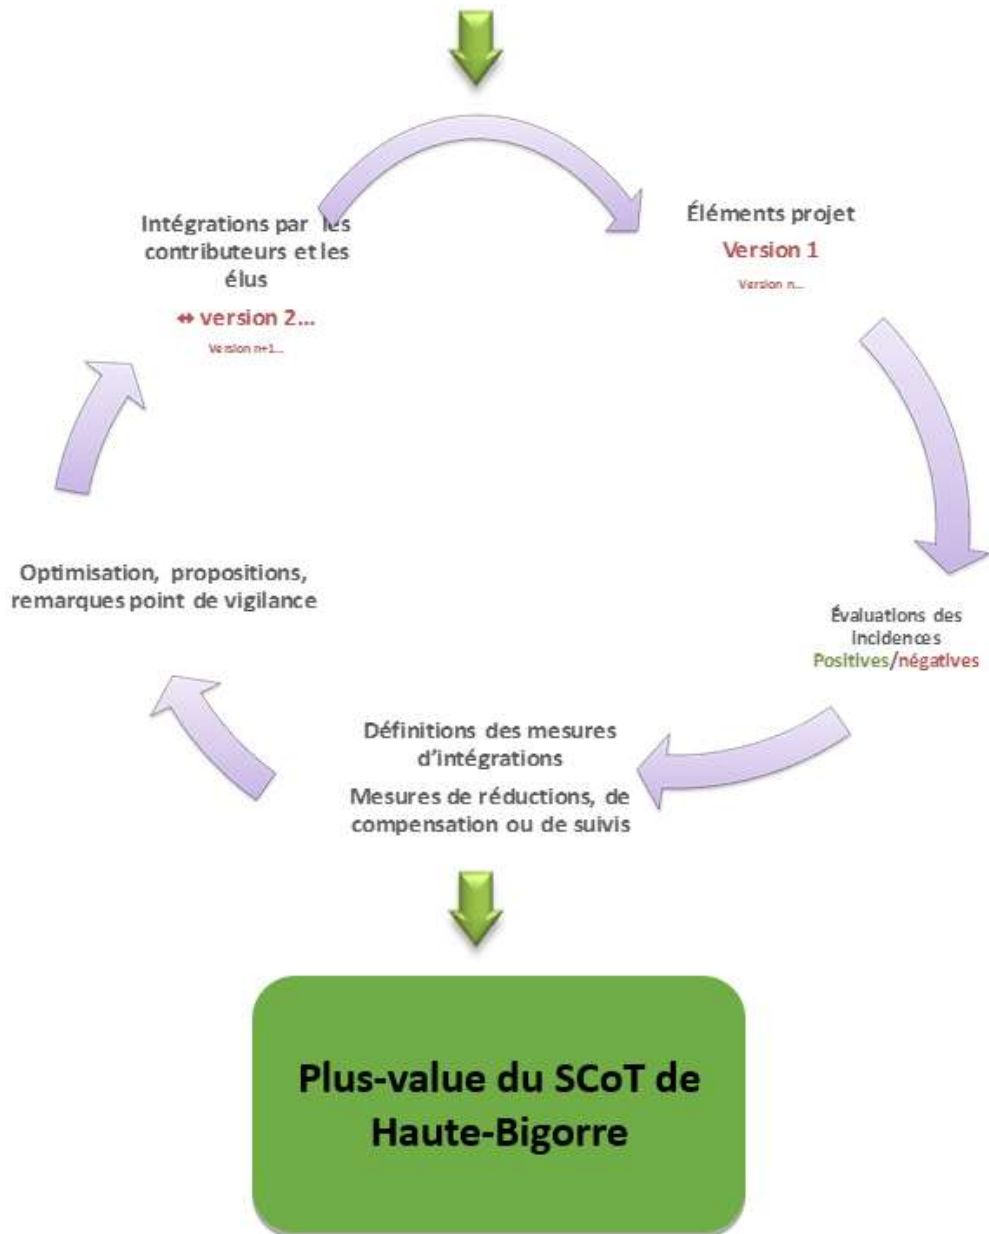 Intégrations par les
contributeurs et les
élus
↔ version 2...
Version n+1...
Éléments projet
Version 1
Version n...
Évaluations des
incidences
Positives/négatives
Définitions des mesures
d'intégrations
Mesures de réductions, de
compensation ou de suivis
Optimisation, propositions,
remarques point de vigilance
Plus-value du SCoT de
Haute-Bigorre